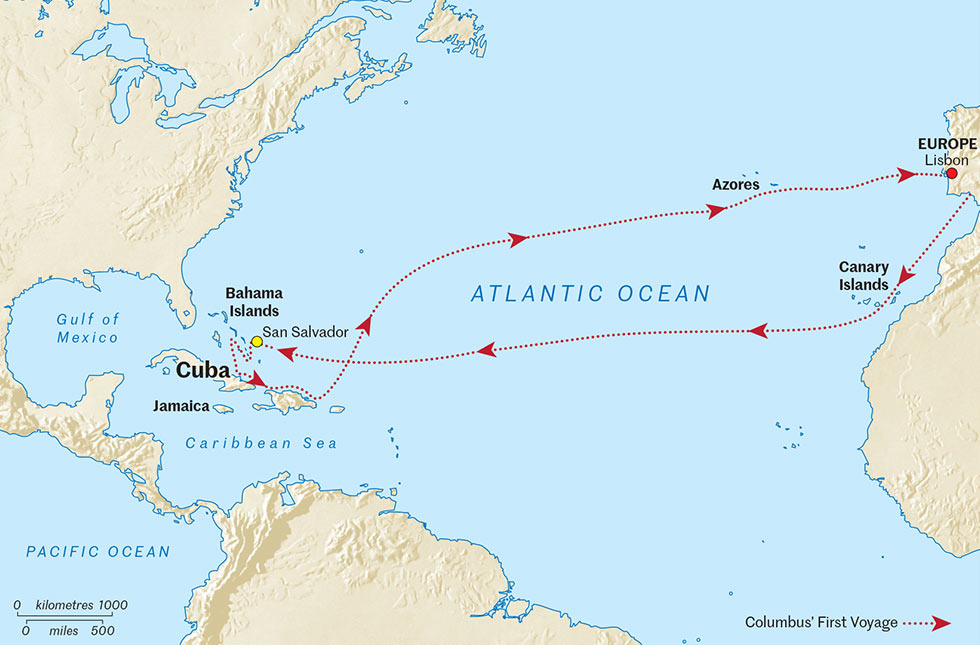 EUROPE
Lisbon
Azores
Canary
Islands
ATLANTIC OCEAN
Bahama
Islands
San Salvador
Gulf of
Mexico
Cuba
Jamaica
Caribbean Sea
PACIFIC OCEAN
0 kilometres 1000
0 miles 500
Columbus' First Voyage